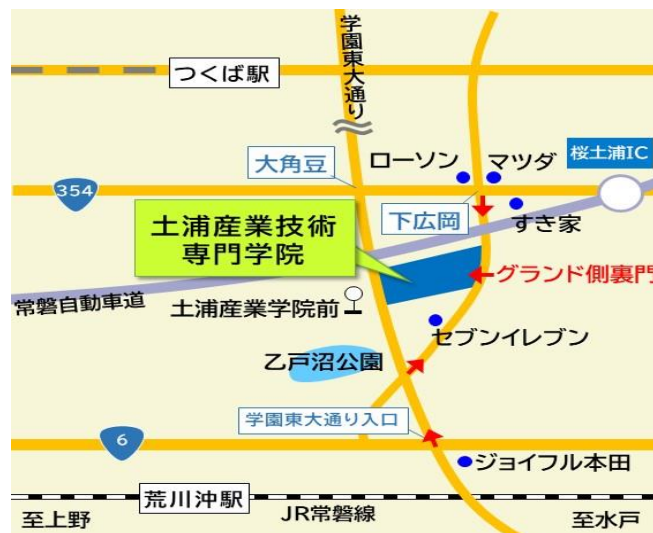 学園東大通り
つくば駅
大角豆
ローソン
マツダ
桜土浦IC
354
下広岡
すき家
土浦産業技術
専門学院
グランド側裏門
常磐自動車道
土浦産業学院前
セブンイレブン
乙戸沼公園
学園東大通り入口
6
ジョイフル本田
荒川沖駅
至上野
JR常磐線
至水戸